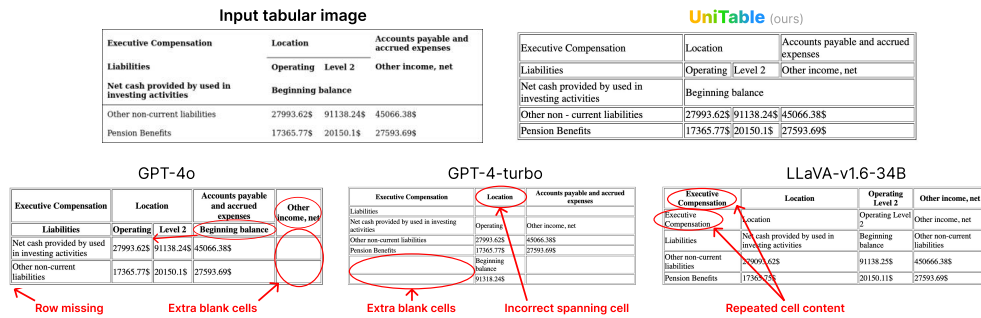 Input tabular image
UniTable (ours)
Executive Compensation Location Accounts payable and
accrued expenses
Liabilities Operating Level 2 Other income, net
Net cash provided by used in
investing activities Beginning balance
Other non-current liabilities 27993.62$ 91138.24$ 45066.38$
Pension Benefits 17365.77$ 20150.1$ 27593.69$
Executive Compensation Location Accounts payable and
expenses accrued
Liabilities Operating Level 2 Other income, net
Net cash provided by used in
investing activities Beginning balance
Other non - current liabilities 27993.62$ 91138.24$ 45066.38$
Pension Benefits 17365.77$ 20150.1$ 27593.69$
GPT-4o
Executive Compensation Location Accounts payable
and accrued
expenses Other
income, net
Liabilities Operating Level 2 Beginning balance
Net cash provided by used
in investing activities 27993.62$ 91138.24$ 45066.38$
Other non-current
liabilities 17365.77$ 20150.1$ 27593.69$
Row missing
Extra blank cells
GPT-4-turbo
Executive Compensation Location Accounts payable and accrued
expenses
Liabilities
Net cash provided by used in investing
activities Operating Other income, net
Other non-current liabilities 27993.62$ 45066.38$
Pension Benefits 17365.77$ 27593.69$
Beginning
balance
91318.24$
Extra blank cells
Incorrect spanning cell
LLaVA-v1.6-34B
Executive
Compensation Location Operating
Level 2 Other income, net
Executive
Compensation Location Operating Level
2 Other income, net
Liabilities Net cash provided by used in
investing activities Beginning
balance Other non-current
liabilities
Other non-current
liabilities 279093.62$ 91138.25$ 450666.38$
Pension Benefits 17365.75$ 20150.11$ 27593.69$
Repeated cell content